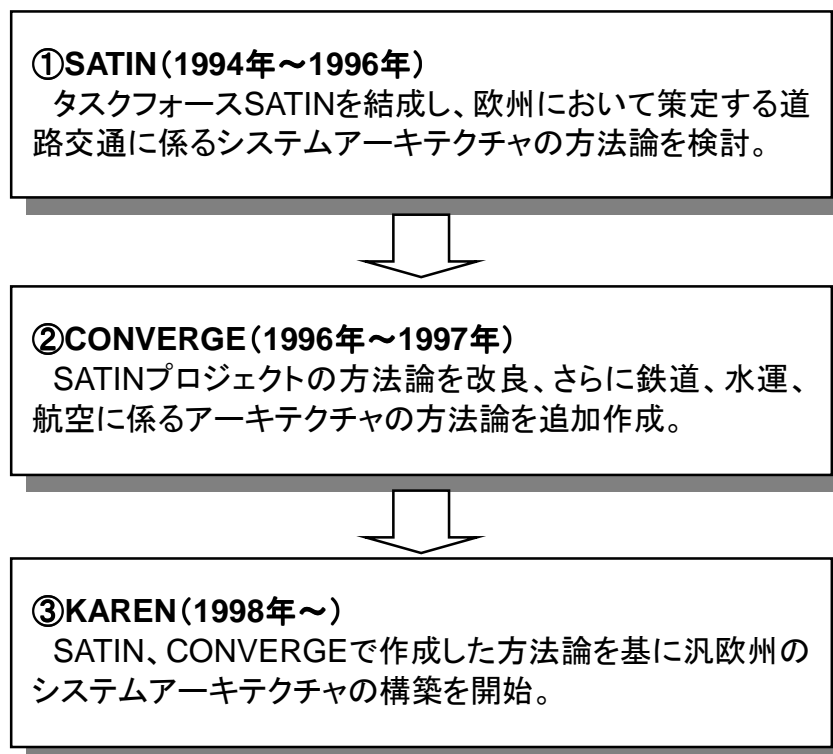 ①SATIN(1994年～1996年)
タスクフォースSATINを結成し、欧州において策定する道
路交通に係るシステムアーキテクチャの方法論を検討。
②CONVERGE(1996年～1997年)
SATINプロジェクトの方法論を改良、さらに鉄道、水運、
航空に係るアーキテクチャの方法論を追加作成。
③KAREN(1998年～)
SATIN、CONVERGEで作成した方法論を基に汎欧州の
システムアーキテクチャの構築を開始。